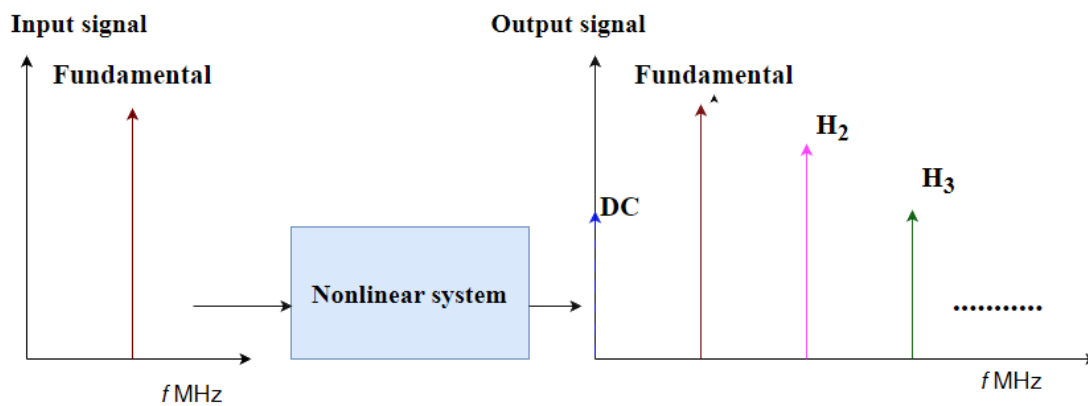 Input signal
Output signal
Fundamental
Fundamental
H2
H3
DC
Nonlinear system
...........
f MHz
f MHz